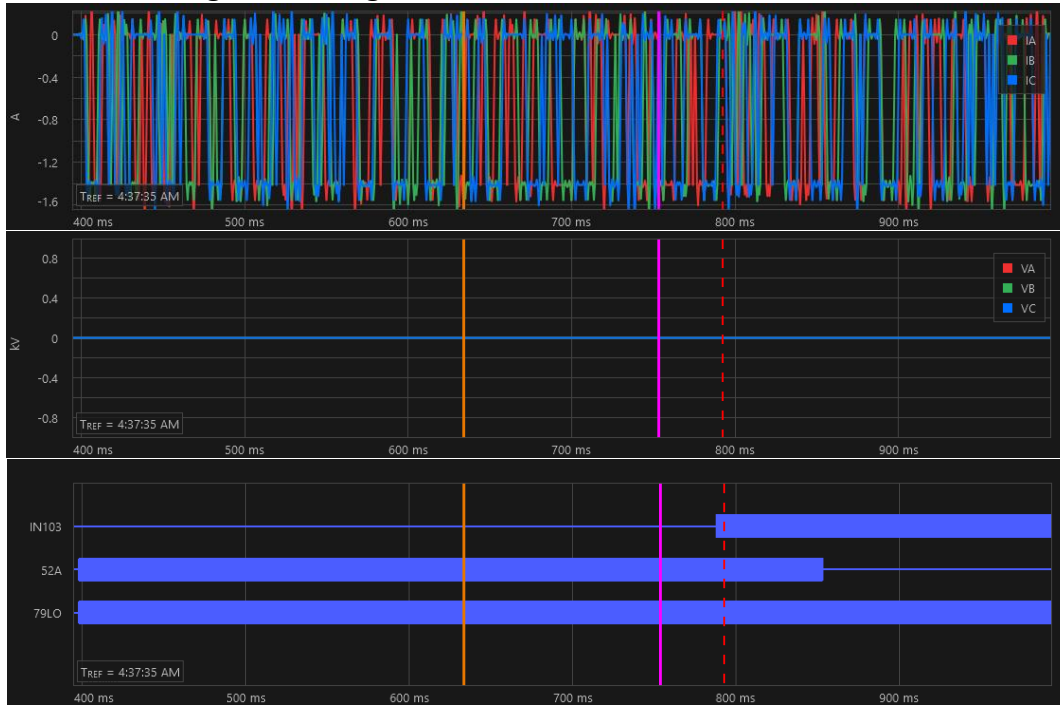 0
-0.4
-0.8
-1.2
-1.6
A
IA
IB
IC
TREF = 4:37:35 AM
400 ms 500 ms 600 ms 700 ms 800 ms 900 ms
0.8
0.4
0
-0.4
-0.8
kV
VA
VB
VC
TREF = 4:37:35 AM
400 ms 500 ms 600 ms 700 ms 800 ms 900 ms
IN103
52A
79LO
TREF = 4:37:35 AM
400 ms 500 ms 600 ms 700 ms 800 ms 900 ms